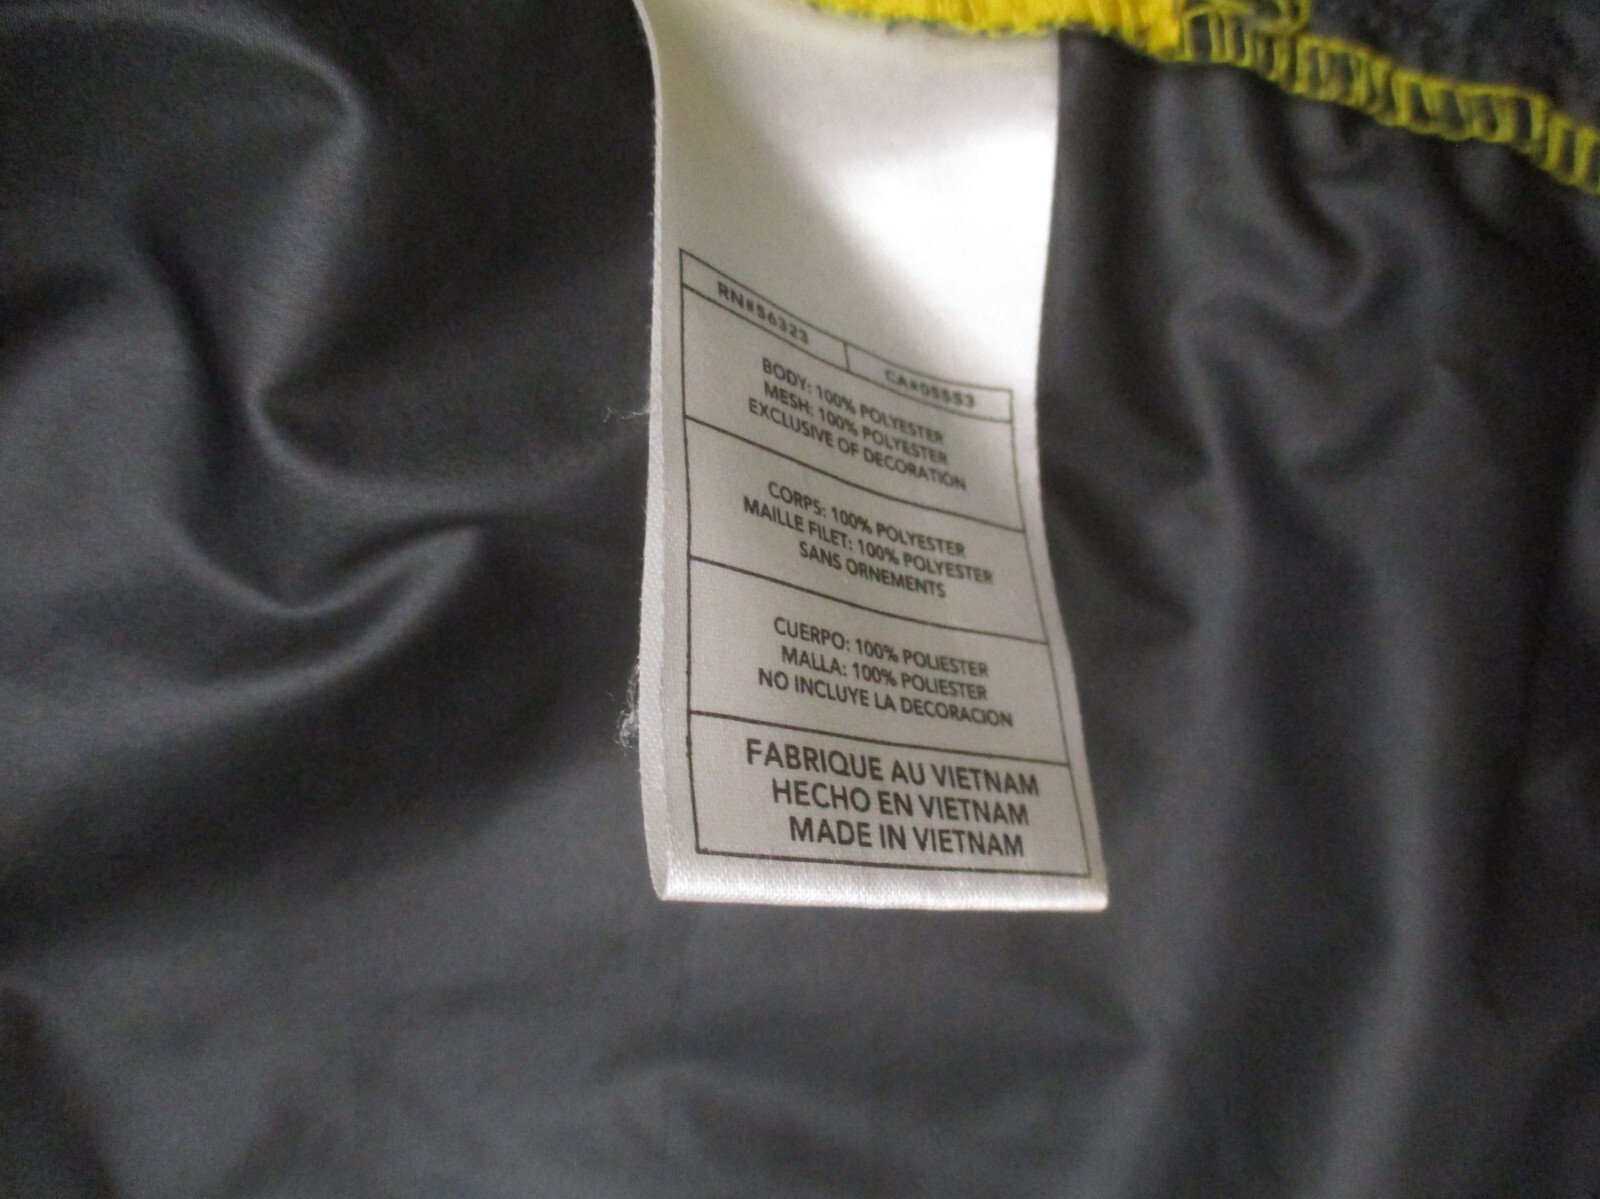 RN#56323
CA#05553
BODY: 100% POLYESTER
MESH: 100% POLYESTER
EXCLUSIVE OF DECORATION
CORPS: 100% POLYESTER
MAILLE FILET: 100% POLYESTER
SANS ORNEMENTS
CUERPO: 100% POLIESTER
MALLA: 100% POLIESTER
NO INCLUYE LA DECORACION
FABRIQUE AU VIETNAM
HECHO EN VIETNAM
MADE IN VIETNAM